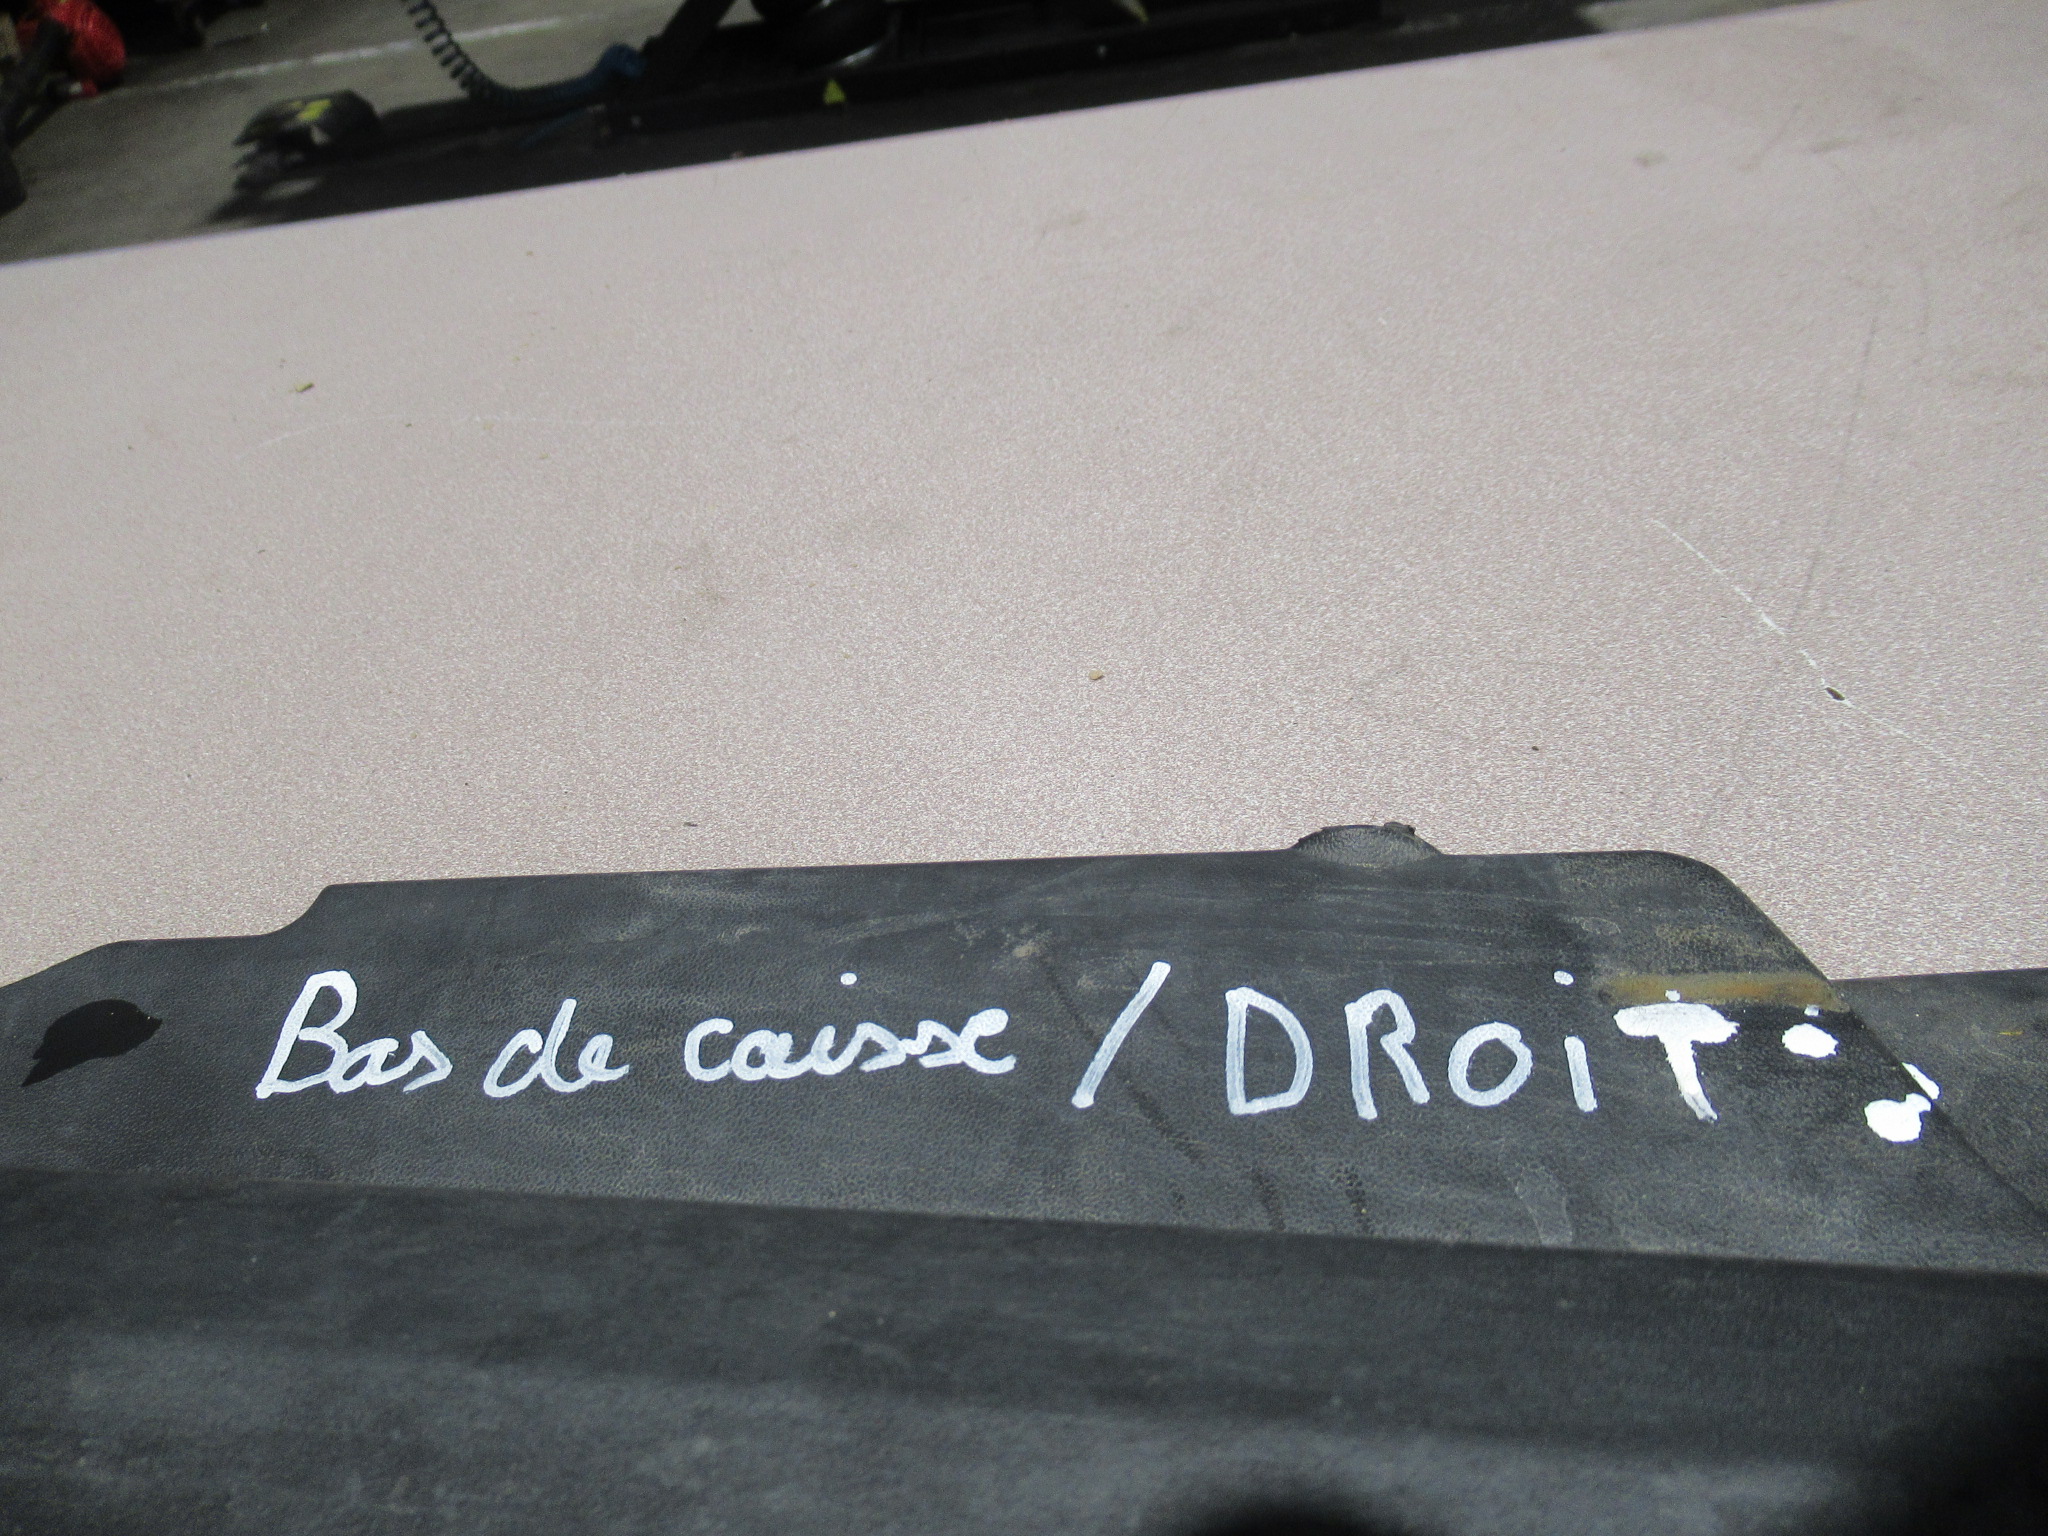 Bas de caisse / DROiT.